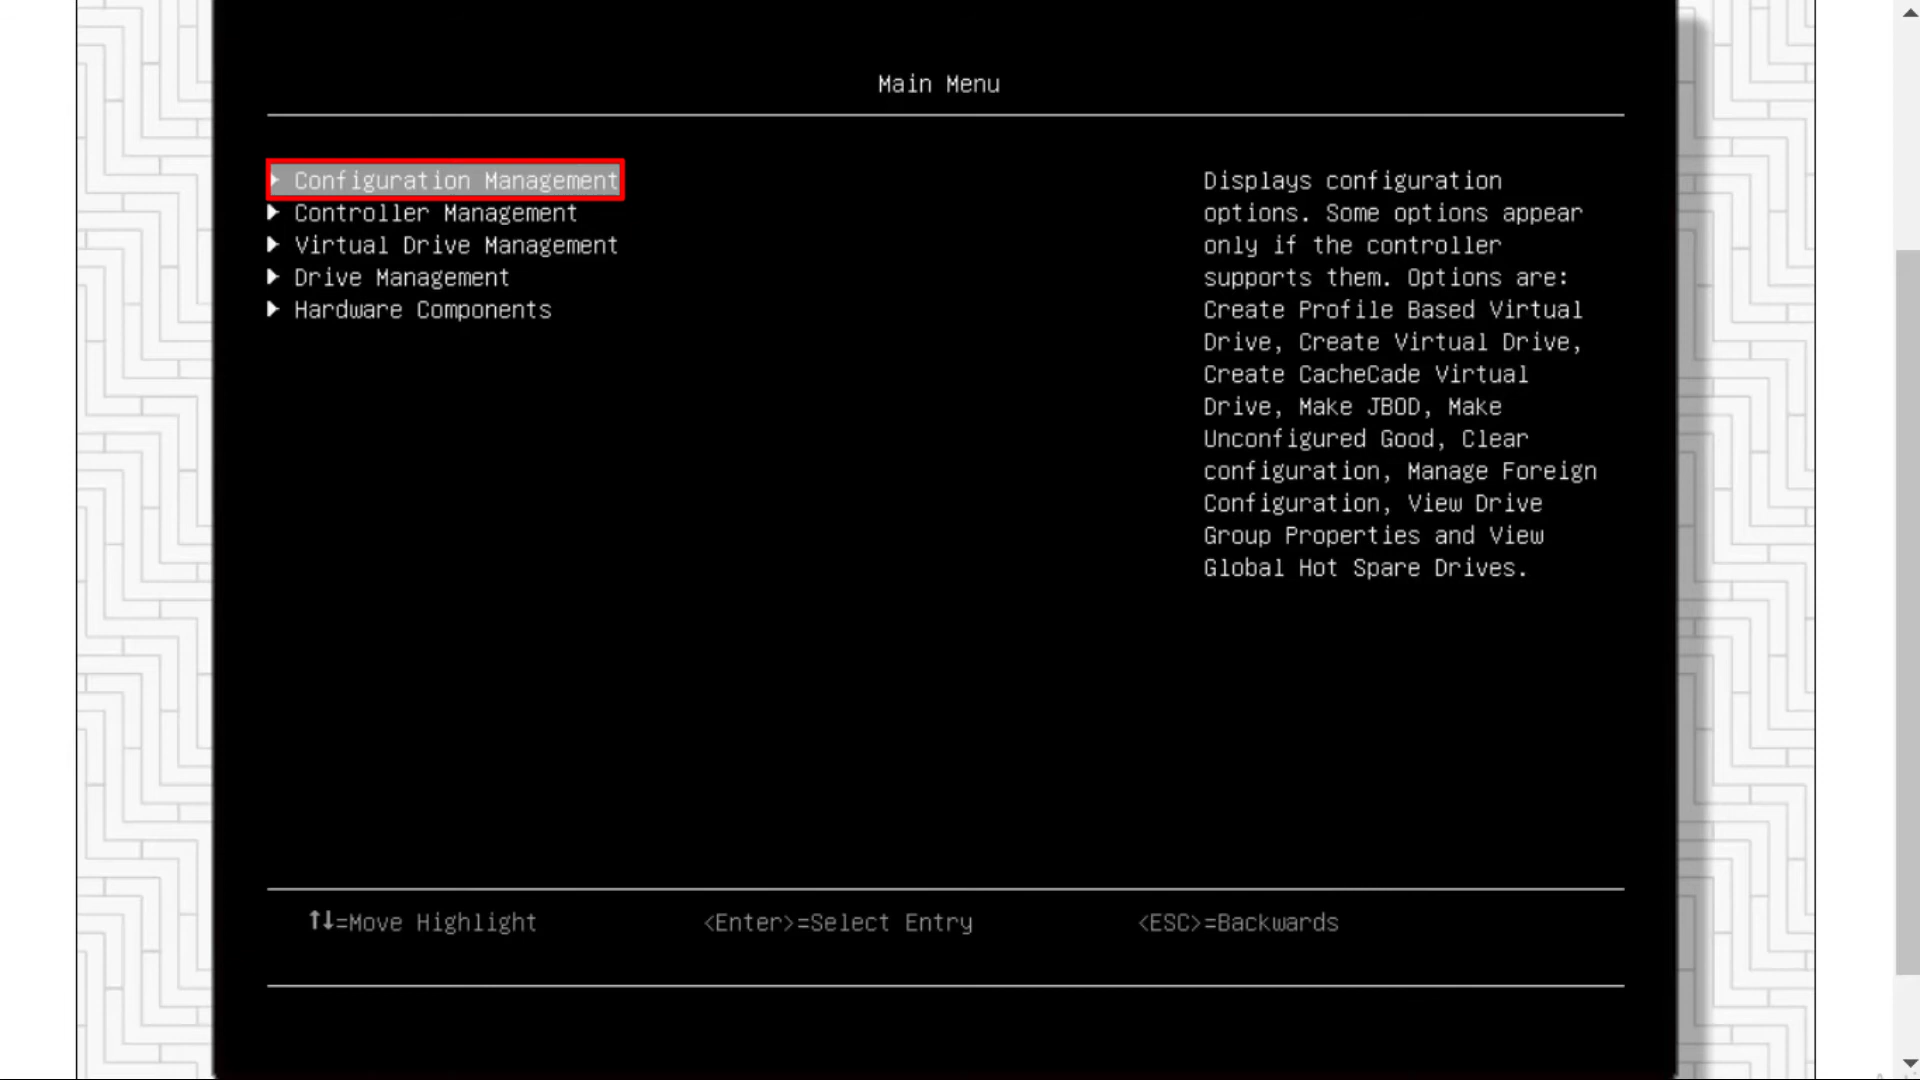 Main Menu
Configuration Management
Controller Management
Virtual Drive Management
Drive Management
Hardware Components
Displays configuration
options. Some options appear
only if the controller
supports them. Options are:
Create Profile Based Virtual
Drive, Create Virtual Drive,
Create CacheCade Virtual
Drive, Make JBOD, Make
Unconfigured Good, Clear
configuration, Manage Foreign
Configuration, View Drive
Group Properties and View
Global Hot Spare Drives.
↑↓=Move Highlight <Enter>=Select Entry <ESC>=Backwards